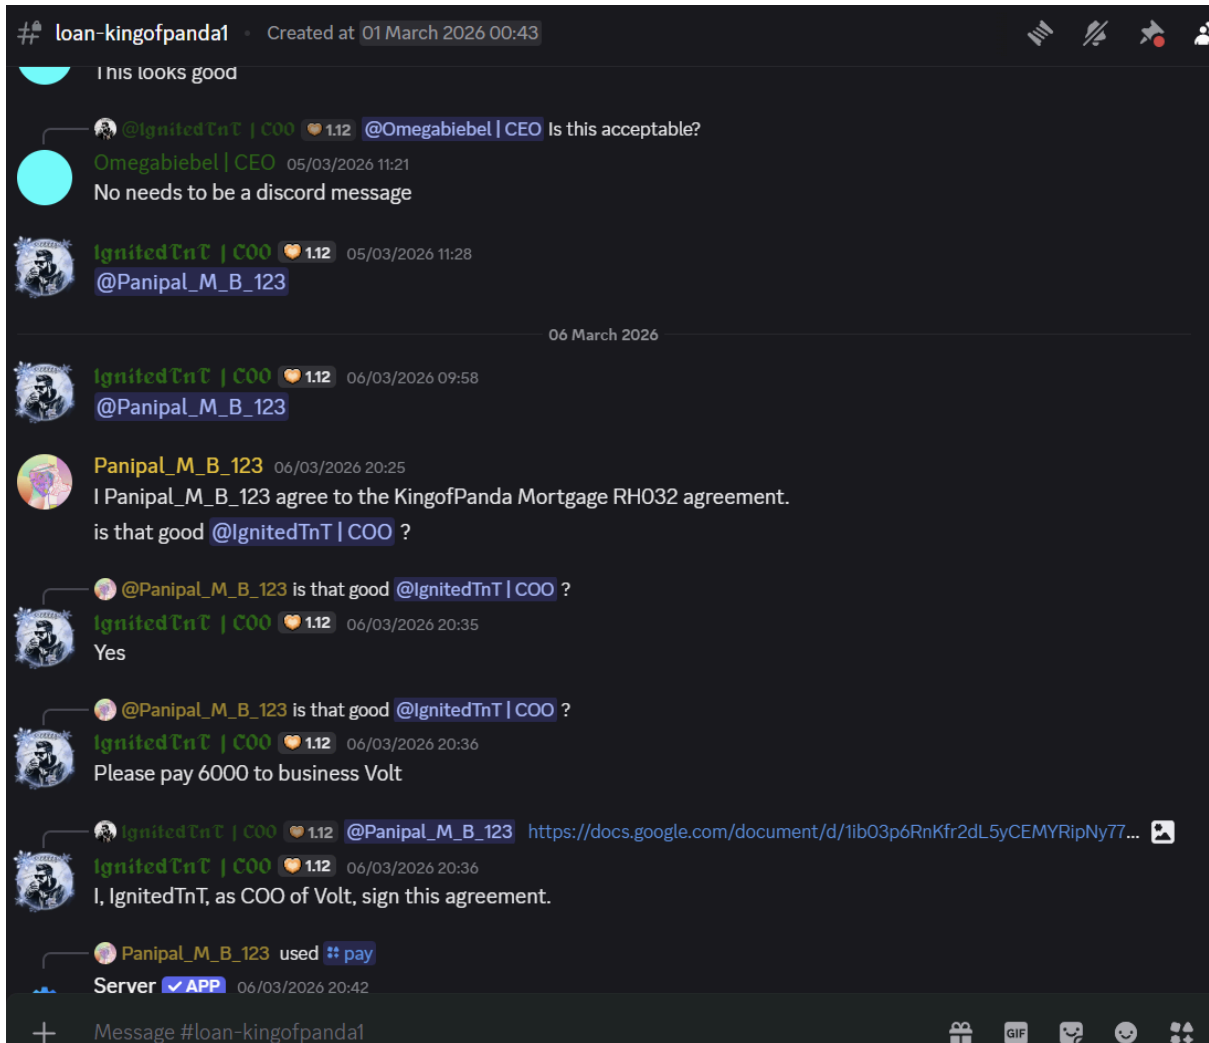 loan-kingofpanda1 • Created at 01 March 2026 00:43
This looks good
@IgnitedTnT | COO 1.12 @Omegabiebel | CEO Is this acceptable?
Omegabiebel | CEO 05/03/2026 11:21
No needs to be a discord message
IgnitedTnT | COO 1.12 05/03/2026 11:28
@Panipal_M_B_123
06 March 2026
IgnitedTnT | COO 1.12 06/03/2026 09:58
@Panipal_M_B_123
Panipal_M_B_123 06/03/2026 20:25
I Panipal_M_B_123 agree to the KingofPanda Mortgage RH032 agreement.
is that good @IgnitedTnT | COO ?
@Panipal_M_B_123 is that good @IgnitedTnT | COO ?
IgnitedTnT | COO 1.12 06/03/2026 20:35
Yes
@Panipal_M_B_123 is that good @IgnitedTnT | COO ?
IgnitedTnT | COO 1.12 06/03/2026 20:36
Please pay 6000 to business Volt
IgnitedTnT | COO 1.12 @Panipal_M_B_123 https://docs.google.com/document/d/1ib03p6RnKfr2dL5yCEMYRipNy77...
IgnitedTnT | COO 1.12 06/03/2026 20:36
I, IgnitedTnT, as COO of Volt, sign this agreement.
Panipal_M_B_123 used pay
Server ✓ APP 06/03/2026 20:42
Message #loan-kingofpanda1
GIF